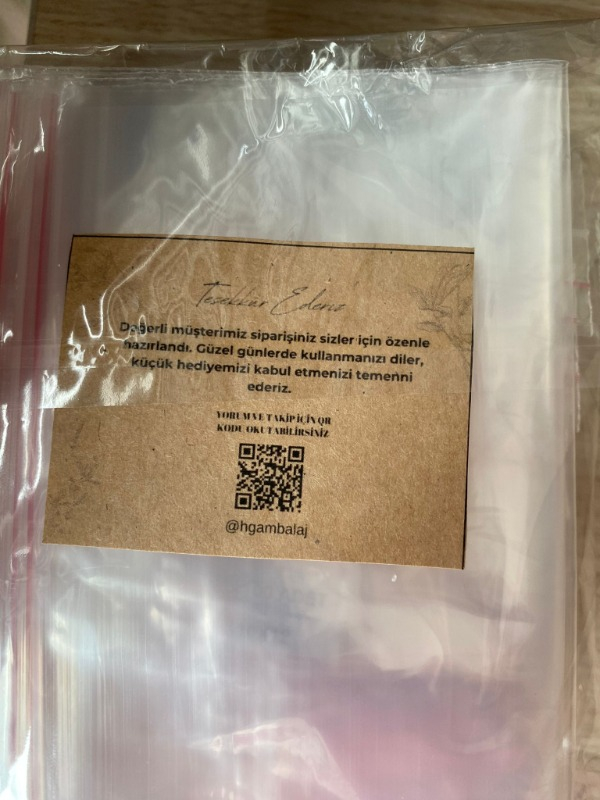 Teşekkür Ederiz
Değerli müşterimiz siparişiniz sizler için özenle
hazırlandı. Güzel günlerde kullanmanızı diler,
küçük hediyemizi kabul etmenizi temenni
ederiz.
YORUM VE TAKİP İÇİN QR
KODU OKUTABİLİRSİNİZ
@hgambalaj